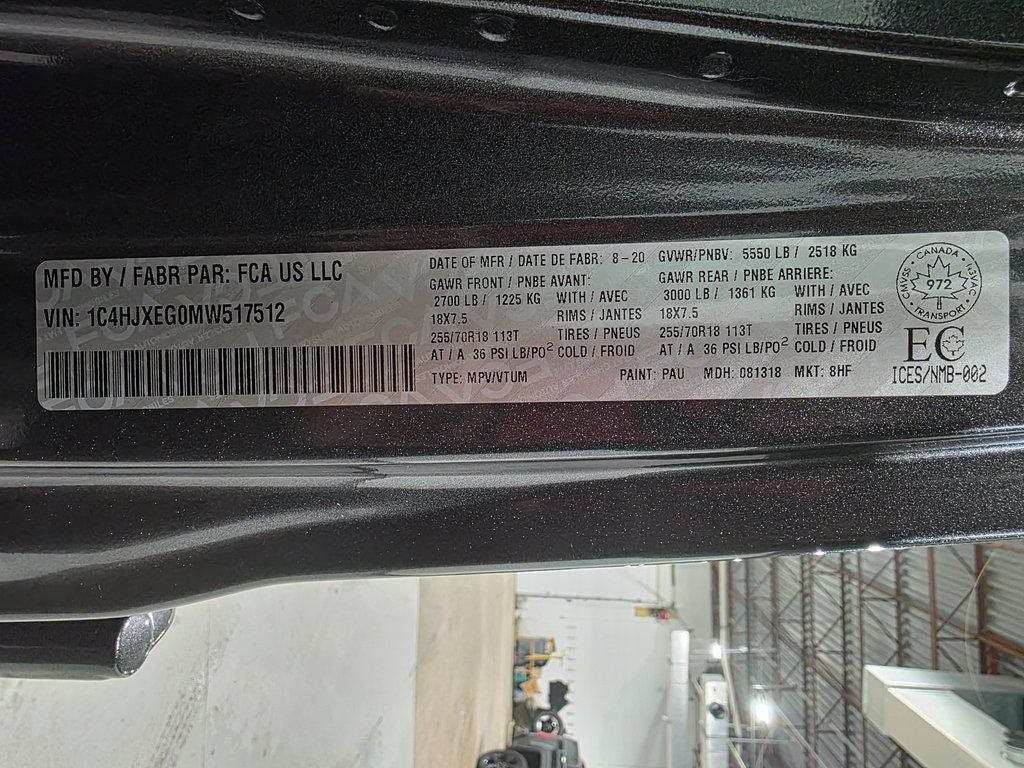 MFD BY / FABR PAR: FCA US LLC
VIN: 1C4HJXEG0MW517512
DATE OF MFR / DATE DE FABR: 8-20 GVWR/PNBV: 5550 LB / 2518 KG
GAWR FRONT / PNBE AVANT: GAWR REAR / PNBE ARRIERE:
2700 LB / 1225 KG WITH / AVEC 3000 LB / 1361 KG WITH / AVEC
18X7.5 RIMS / JANTES 18X7.5 RIMS / JANTES
255/70R18 113T TIRES / PNEUS 255/70R18 113T TIRES / PNEUS
AT / A 36 PSI LB/PO² COLD / FROID AT / A 36 PSI LB/PO² COLD / FROID
TYPE: MPV/VTUM PAINT: PAU MDH: 081318 MKT: 8HF
CANADA
CMVSS
NSVAC
972
TRANSPORT
EC
ICES/NMB-002